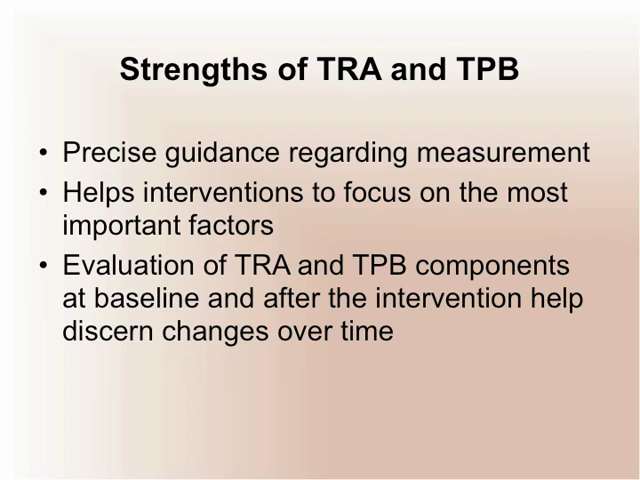 Strengths of TRA and TPB
• Precise guidance regarding measurement
• Helps interventions to focus on the most
important factors
• Evaluation of TRA and TPB components
at baseline and after the intervention help
discern changes over time